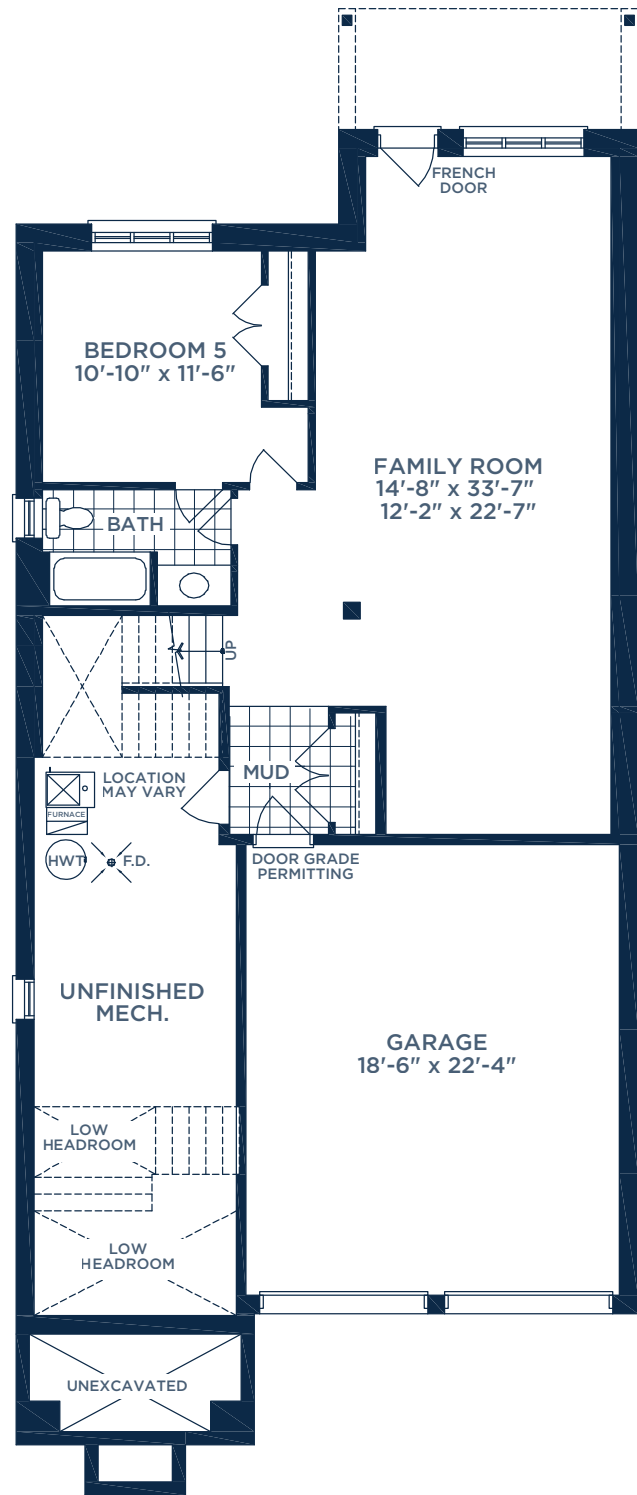 FRENCH
DOOR
BEDROOM 5
10'-10" x 11'-6"
FAMILY ROOM
14'-8" x 33'-7"
12'-2" x 22'-7"
BATH
UP
MUD
LOCATION
MAY VARY
FURNACE
HWT
F.D.
DOOR GRADE
PERMITTING
UNFINISHED
MECH.
GARAGE
18'-6" x 22'-4"
LOW
HEADROOM
LOW
HEADROOM
UNEXCAVATED